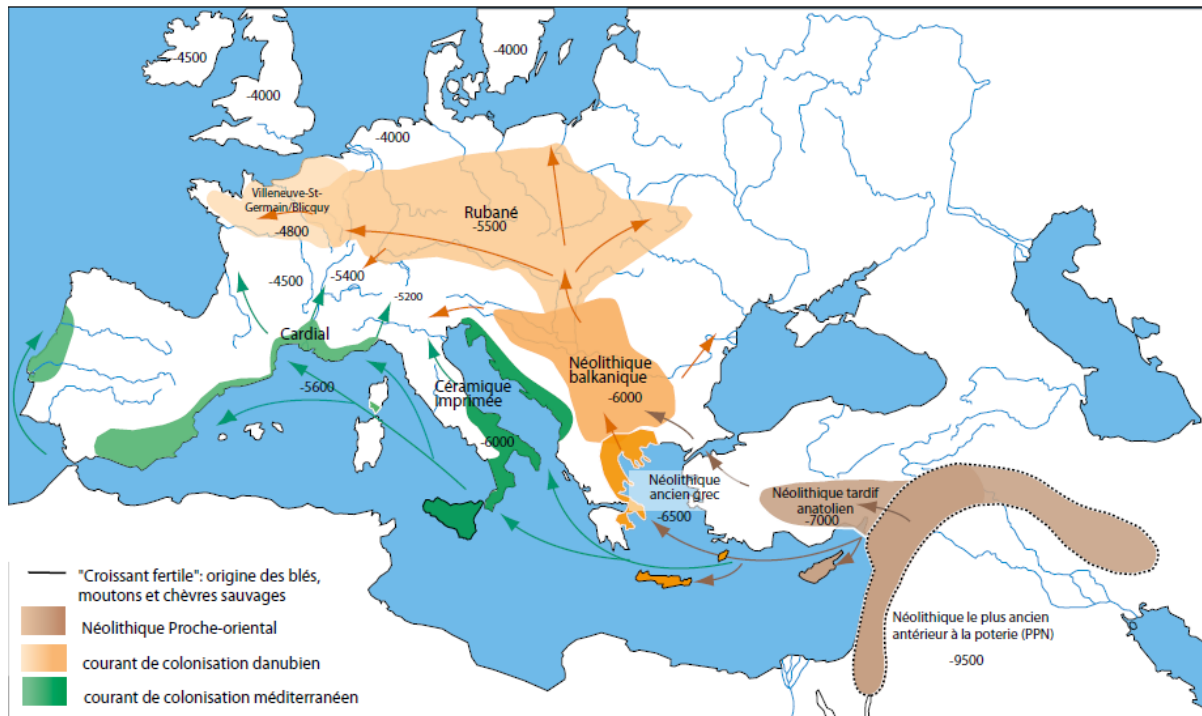 -4500
-4000
-4000
-4000
Villeneuve-St-
Germain/Blicquy
-4800
Rubané
-5500
-4500
-5400
-5200
Cardial
-5600
Céramique
imprimée
-6000
Néolithique
balkanique
-6000
Néolithique
ancien grec
-6500
Néolithique tardif
anatolien
-7000
Néolithique le plus ancien
antérieur à la poterie (PPN)
-9500
"Croissant fertile": origine des blés,
moutons et chèvres sauvages
Néolithique Proche-oriental
courant de colonisation danubien
courant de colonisation méditerranéen